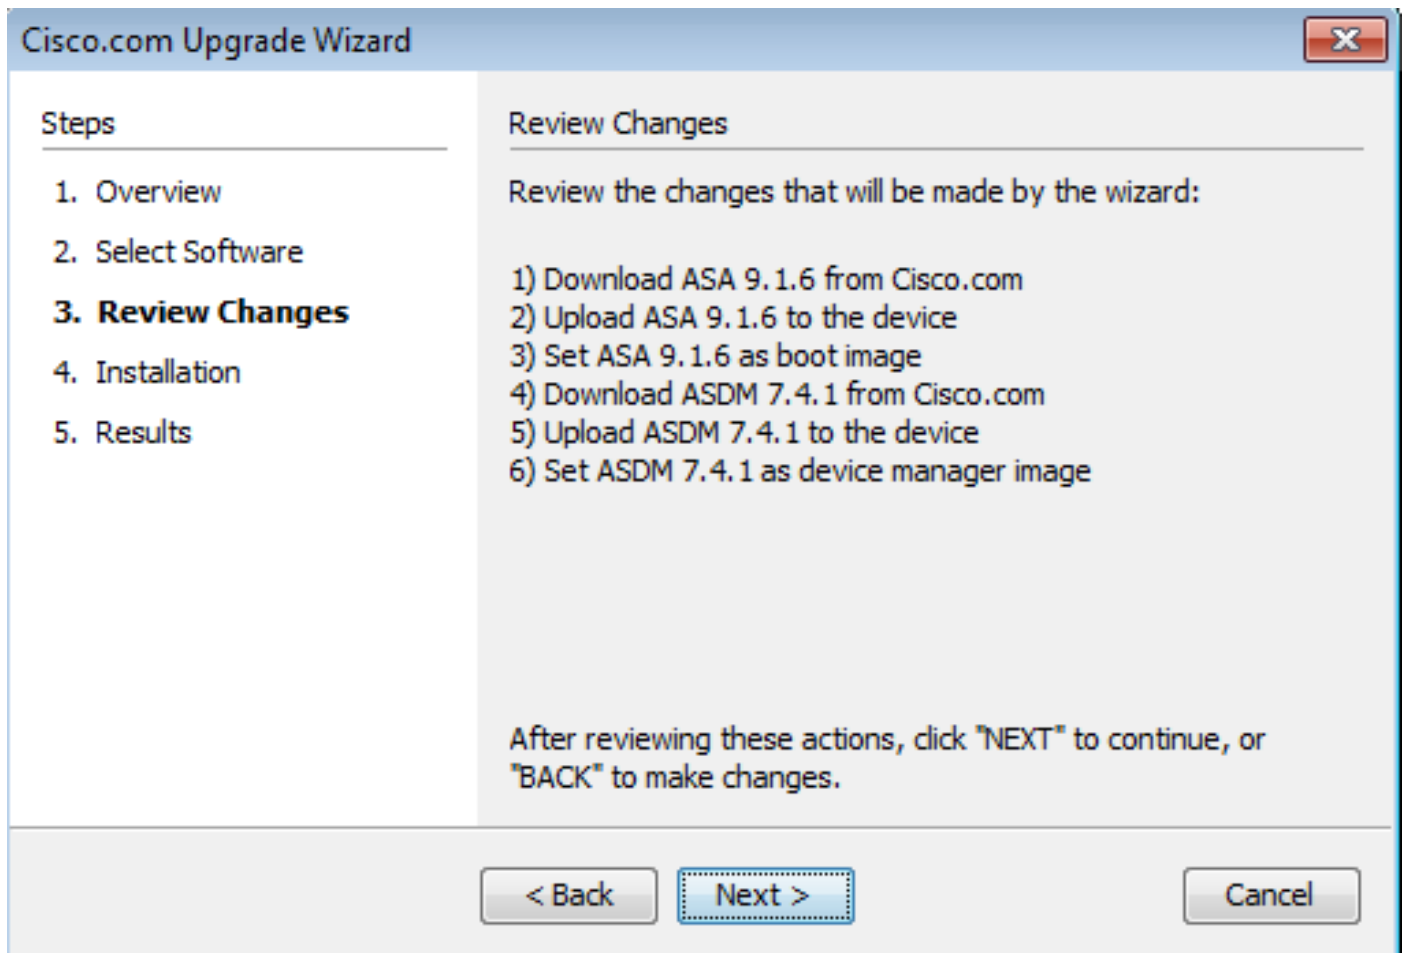 Cisco.com Upgrade Wizard
Steps
1. Overview
2. Select Software
3. Review Changes
4. Installation
5. Results
Review Changes
Review the changes that will be made by the wizard:
1) Download ASA 9.1.6 from Cisco.com
2) Upload ASA 9.1.6 to the device
3) Set ASA 9.1.6 as boot image
4) Download ASDM 7.4.1 from Cisco.com
5) Upload ASDM 7.4.1 to the device
6) Set ASDM 7.4.1 as device manager image
After reviewing these actions, click "NEXT" to continue, or
"BACK" to make changes.
< Back
Next >
Cancel